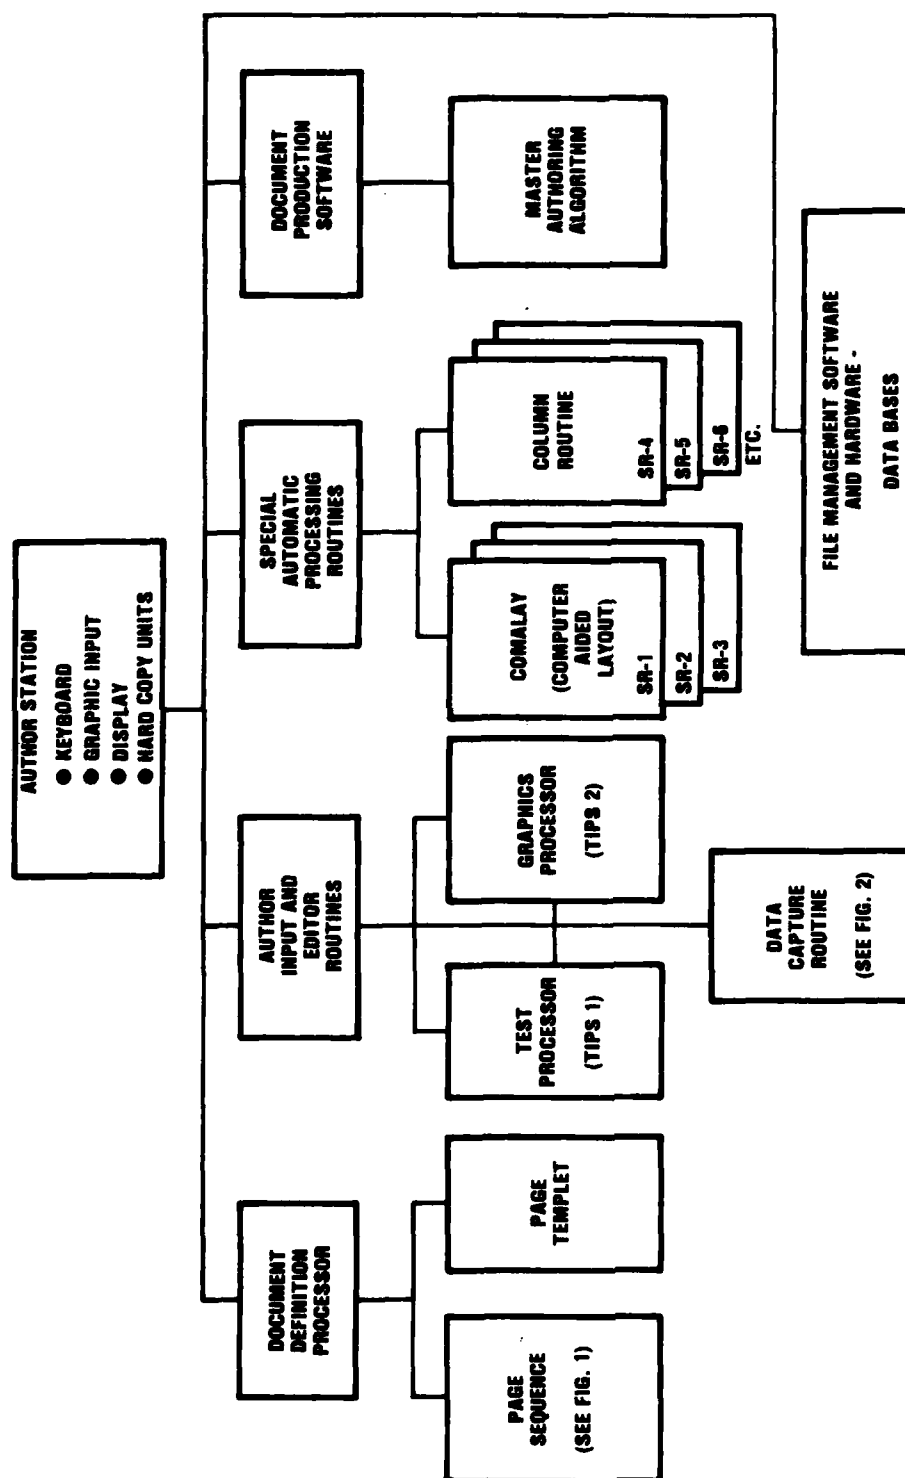 AUTHOR STATION
● KEYBOARD
● GRAPHIC INPUT
● DISPLAY
● HARD COPY UNITS
DOCUMENT
DEFINITION
PROCESSOR
AUTHOR
INPUT AND
EDITOR
ROUTINES
SPECIAL
AUTOMATIC
PROCESSING
ROUTINES
DOCUMENT
PRODUCTION
SOFTWARE
PAGE
SEQUENCE
(SEE FIG. 1)
PAGE
TEMPLET
TEST
PROCESSOR
(TIPS 1)
GRAPHICS
PROCESSOR
(TIPS 2)
COMALAY
(COMPUTER
AIDED
LAYOUT)
SR-1
SR-2
SR-3
COLUMN
ROUTINE
SR-4
SR-5
SR-6
ETC.
MASTER
AUTHORING
ALGORITHM
DATA
CAPTURE
ROUTINE
(SEE FIG. 2)
FILE MANAGEMENT SOFTWARE
AND HARDWARE -
DATA BASES